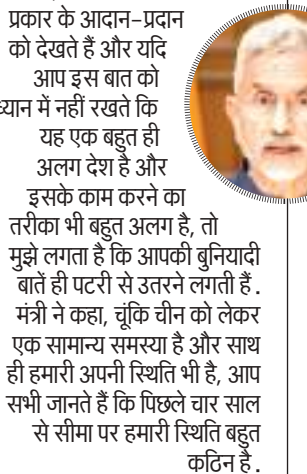 प्रकार के आदान-प्रदान
को देखते हैं और यदि
आप इस बात को
ध्यान में नहीं रखते कि
यह एक बहुत ही
अलग देश है और
इसके काम करने का
तरीका भी बहुत अलग है, तो
मुझे लगता है कि आपकी बुनियादी
बातें ही पटरी से उतरने लगती हैं.
मंत्री ने कहा, चूंकि चीन को लेकर
एक सामान्य समस्या है और साथ
ही हमारी अपनी स्थिति भी है, आप
सभी जानते हैं कि पिछले चार साल
से सीमा पर हमारी स्थिति बहुत
कठिन है.